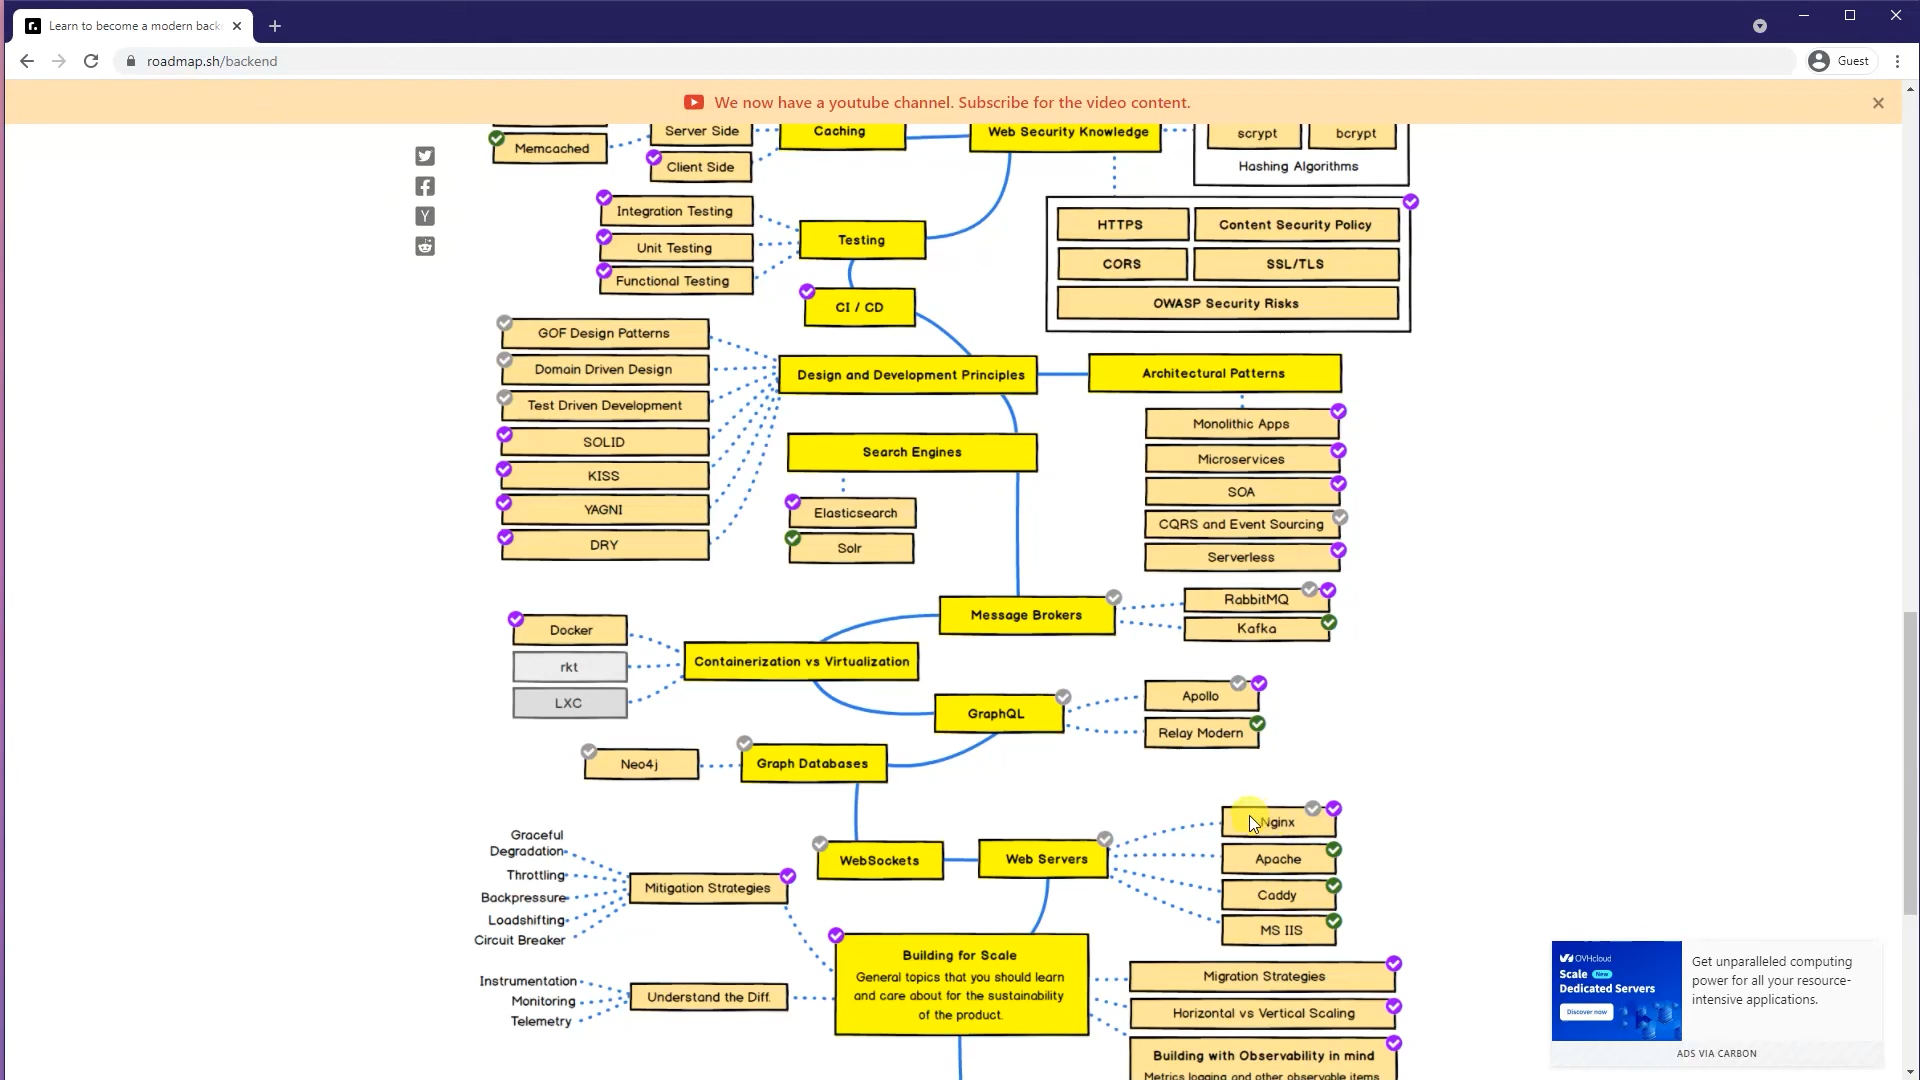 Learn to become a modern back
roadmap.sh/backend
Guest
We now have a youtube channel. Subscribe for the video content.
Memcached
Server Side
Client Side
Caching
Web Security Knowledge
scrypt
bcrypt
Hashing Algorithms
Integration Testing
Unit Testing
Functional Testing
Testing
CI / CD
HTTPS
Content Security Policy
CORS
SSL/TLS
OWASP Security Risks
GOF Design Patterns
Domain Driven Design
Test Driven Development
SOLID
KISS
YAGNI
DRY
Design and Development Principles
Architectural Patterns
Search Engines
Elasticsearch
Solr
Monolithic Apps
Microservices
SOA
CQRS and Event Sourcing
Serverless
Message Brokers
RabbitMQ
Kafka
Docker
rkt
LXC
Containerization vs Virtualization
GraphQL
Apollo
Relay Modern
Neo4j
Graph Databases
WebSockets
Web Servers
Nginx
Apache
Caddy
MS IIS
Graceful
Degradation
Throttling
Backpressure
Loadshifting
Circuit Breaker
Mitigation Strategies
Instrumentation
Monitoring
Telemetry
Understand the Diff.
Building for Scale
General topics that you should learn
and care about for the sustainability
of the product.
Migration Strategies
Horizontal vs Vertical Scaling
Building with Observability in mind
Metrics logging and other observable items
OVHcloud
Scale New
Dedicated Servers
Discover now
Get unparalleled computing
power for all your resource-
intensive applications.
ADS VIA CARBON